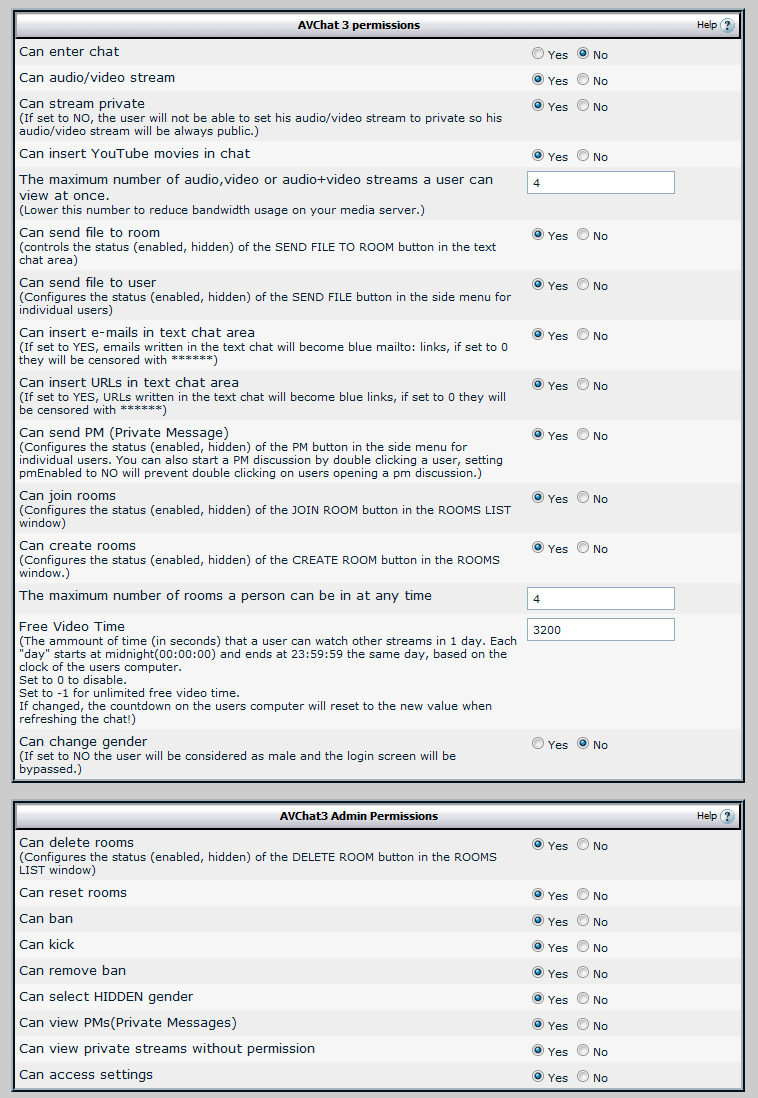 AVChat 3 permissions
Help ?
Can enter chat
Yes No
Can audio/video stream
Yes No
Can stream private
Yes No
(If set to NO, the user will not be able to set his audio/video stream to private so his
audio/video stream will be always public.)
Can insert YouTube movies in chat
Yes No
The maximum number of audio,video or audio+video streams a user can
view at once.
4
(Lower this number to reduce bandwidth usage on your media server.)
Can send file to room
Yes No
(controls the status (enabled, hidden) of the SEND FILE TO ROOM button in the text
chat area)
Can send file to user
Yes No
(Configures the status (enabled, hidden) of the SEND FILE button in the side menu for
individual users)
Can insert e-mails in text chat area
Yes No
(If set to YES, emails written in the text chat will become blue mailto: links, if set to 0
they will be censored with ******)
Can insert URLs in text chat area
Yes No
(If set to YES, URLs written in the text chat will become blue links, if set to 0 they will
be censored with ******)
Can send PM (Private Message)
Yes No
(Configures the status (enabled, hidden) of the PM button in the side menu for
individual users. You can also start a PM discussion by double clicking a user, setting
pmEnabled to NO will prevent double clicking on users opening a pm discussion.)
Can join rooms
Yes No
(Configures the status (enabled, hidden) of the JOIN ROOM button in the ROOMS LIST
window)
Can create rooms
Yes No
(Configures the status (enabled, hidden) of the CREATE ROOM button in the ROOMS
window.)
The maximum number of rooms a person can be in at any time
4
Free Video Time
3200
(The ammount of time (in seconds) that a user can watch other streams in 1 day. Each
"day" starts at midnight(00:00:00) and ends at 23:59:59 the same day, based on the
clock of the users computer.
Set to 0 to disable.
Set to -1 for unlimited free video time.
If changed, the countdown on the users computer will reset to the new value when
refreshing the chat!)
Can change gender
Yes No
(If set to NO the user will be considered as male and the login screen will be
bypassed.)
AVChat3 Admin Permissions
Help ?
Can delete rooms
Yes No
(Configures the status (enabled, hidden) of the DELETE ROOM button in the ROOMS
LIST window)
Can reset rooms
Yes No
Can ban
Yes No
Can kick
Yes No
Can remove ban
Yes No
Can select HIDDEN gender
Yes No
Can view PMs(Private Messages)
Yes No
Can view private streams without permission
Yes No
Can access settings
Yes No